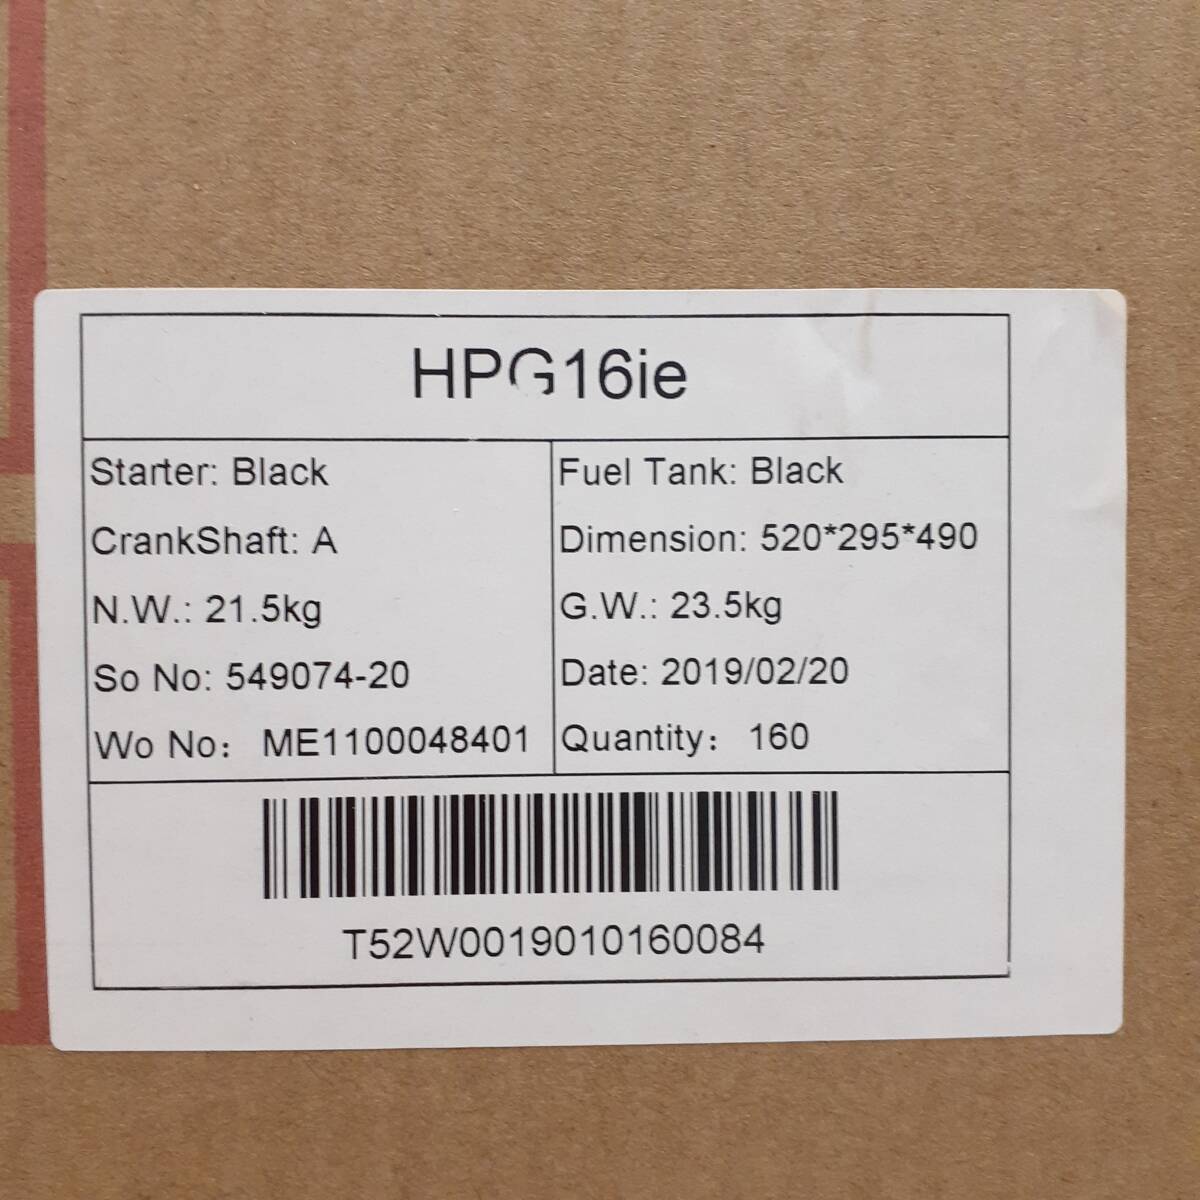 HPG16ie
Starter: Black
Fuel Tank: Black
CrankShaft: A
Dimension: 520*295*490
N.W.: 21.5kg
G.W.: 23.5kg
So No: 549074-20
Date: 2019/02/20
Wo No: ME1100048401
Quantity: 160
T52W0019010160084